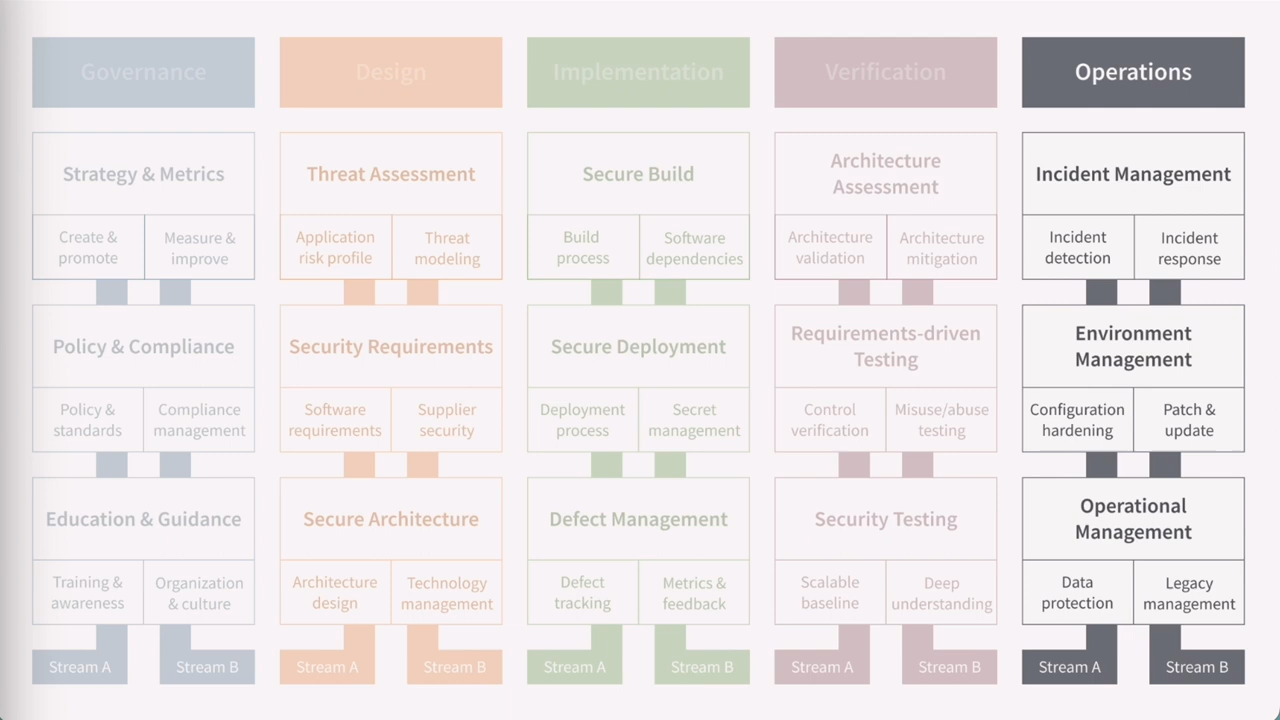 Governance
Strategy & Metrics
Create &
promote
Measure &
improve
Policy & Compliance
Policy &
standards
Compliance
management
Education & Guidance
Training &
awareness
Organization
& culture
Stream A
Stream B
Design
Threat Assessment
Application
risk profile
Threat
modeling
Security Requirements
Software
requirements
Supplier
security
Secure Architecture
Architecture
design
Technology
management
Stream A
Stream B
Implementation
Secure Build
Build
process
Software
dependencies
Secure Deployment
Deployment
process
Secret
management
Defect Management
Defect
tracking
Metrics &
feedback
Stream A
Stream B
Verification
Architecture
Assessment
Architecture
validation
Architecture
mitigation
Requirements-driven
Testing
Control
verification
Misuse/abuse
testing
Security Testing
Scalable
baseline
Deep
understanding
Stream A
Stream B
Operations
Incident Management
Incident
detection
Incident
response
Environment
Management
Configuration
hardening
Patch &
update
Operational
Management
Data
protection
Legacy
management
Stream A
Stream B